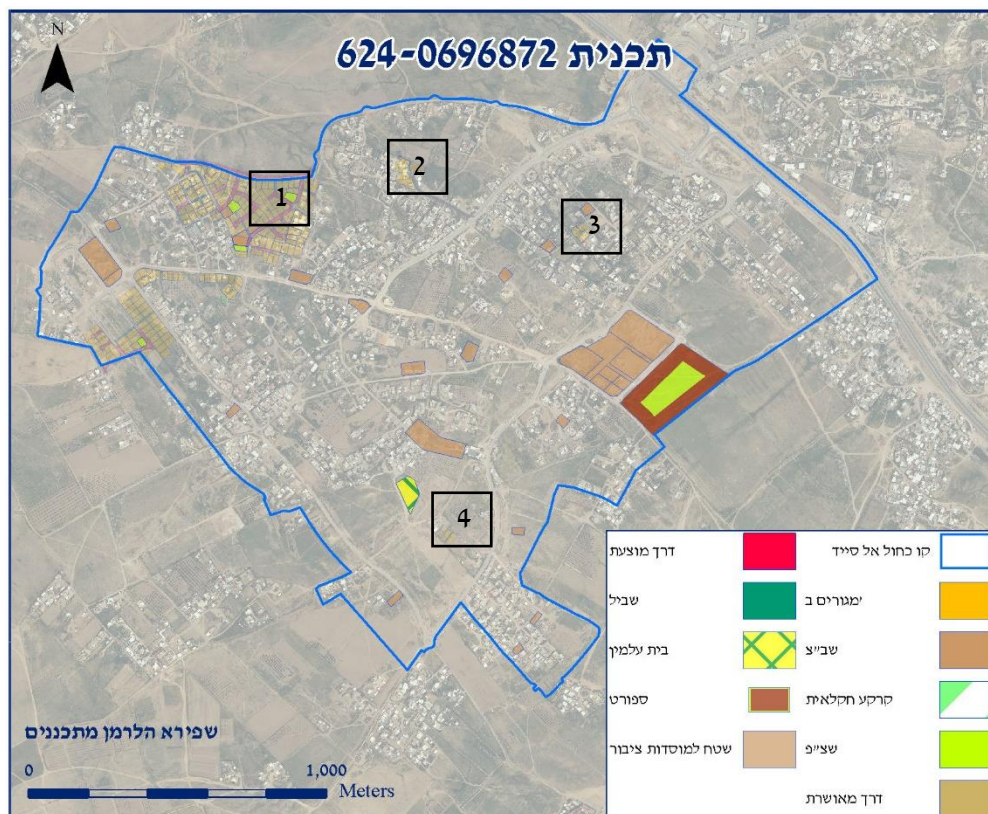 תכנית 624-0696872
N
1
2
3
4
קו כחול אל סייד
דרך מוצעת
'מגורים ב
שביל
שב"צ
בית עלמין
קרקע חקלאית
ספורט
שצ"פ
שטח למוסדות ציבור
דרך מאושרת
שפירא הלרמן מתכננים
0 1,000
Meters